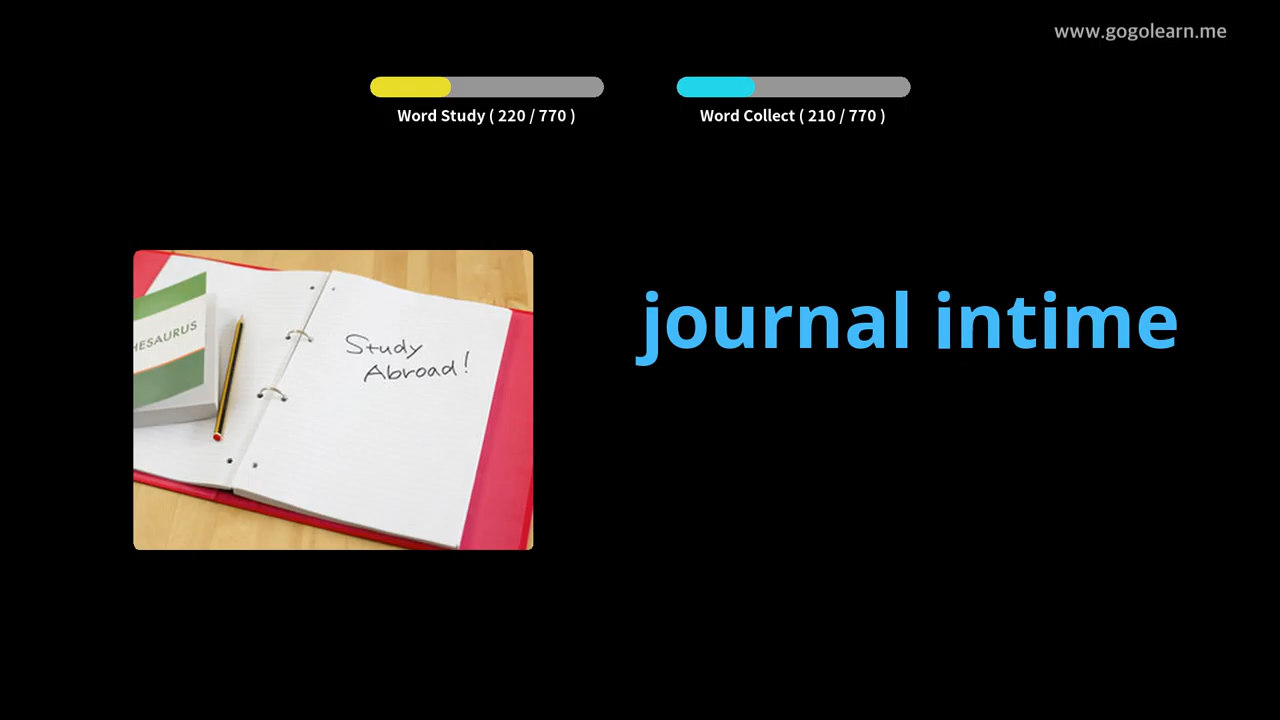 www.gogolearn.me
Word Study ( 220 / 770 )
Word Collect ( 210 / 770 )
journal intime
HESAURUS
Study
Abroad!